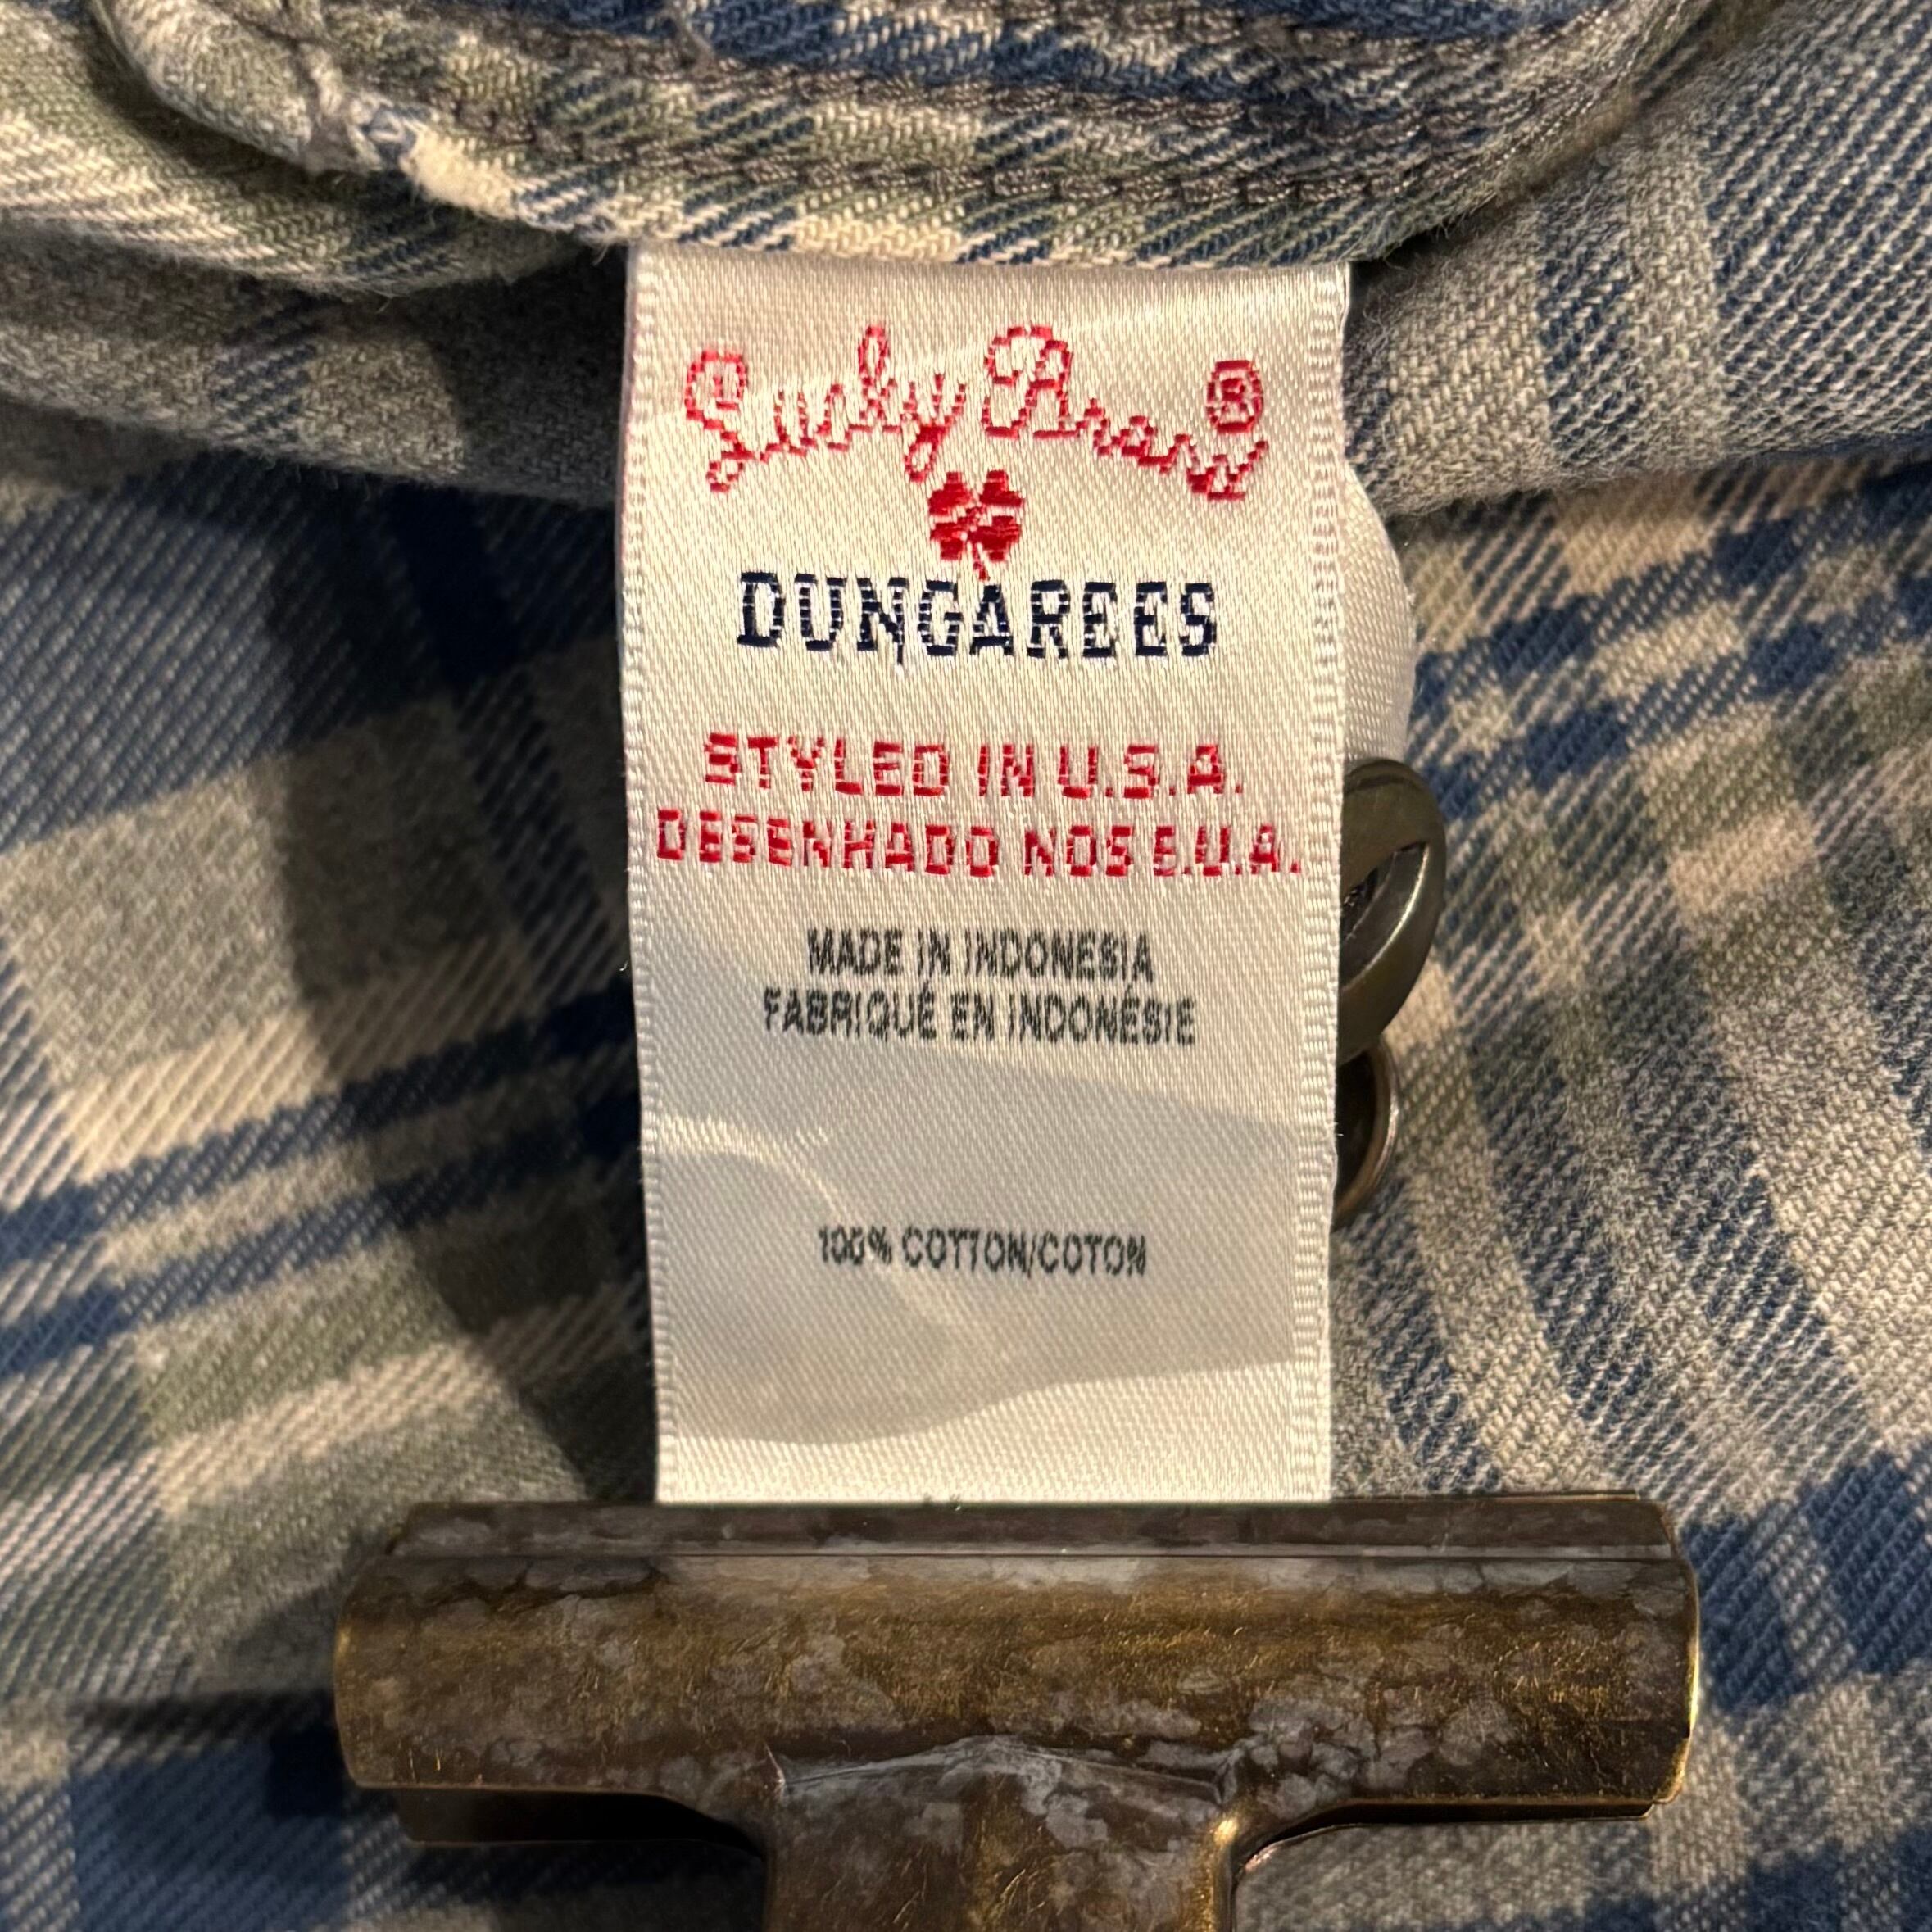 Lucky Brand®
DUNGAREES
STYLED IN U.S.A.
DESENHADO NOS E.U.A.
MADE IN INDONESIA
FABRIQUÉ EN INDONÉSIE
100% COTTON/COTON